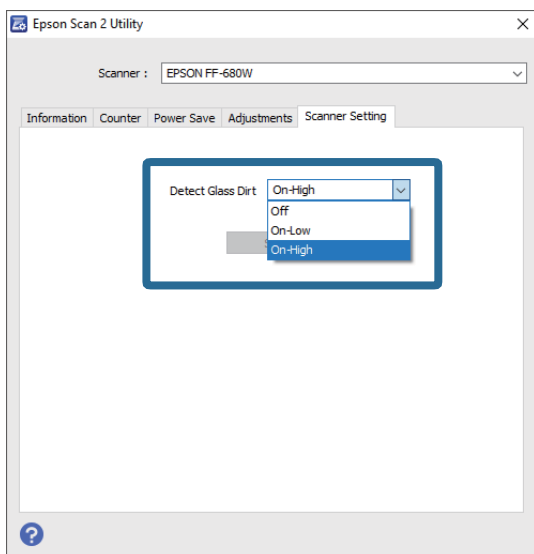 Epson Scan 2 Utility
Scanner : EPSON FF-680W
Information Counter Power Save Adjustments Scanner Setting
Detect Glass Dirt On-High
Off
On-Low
On-High
?